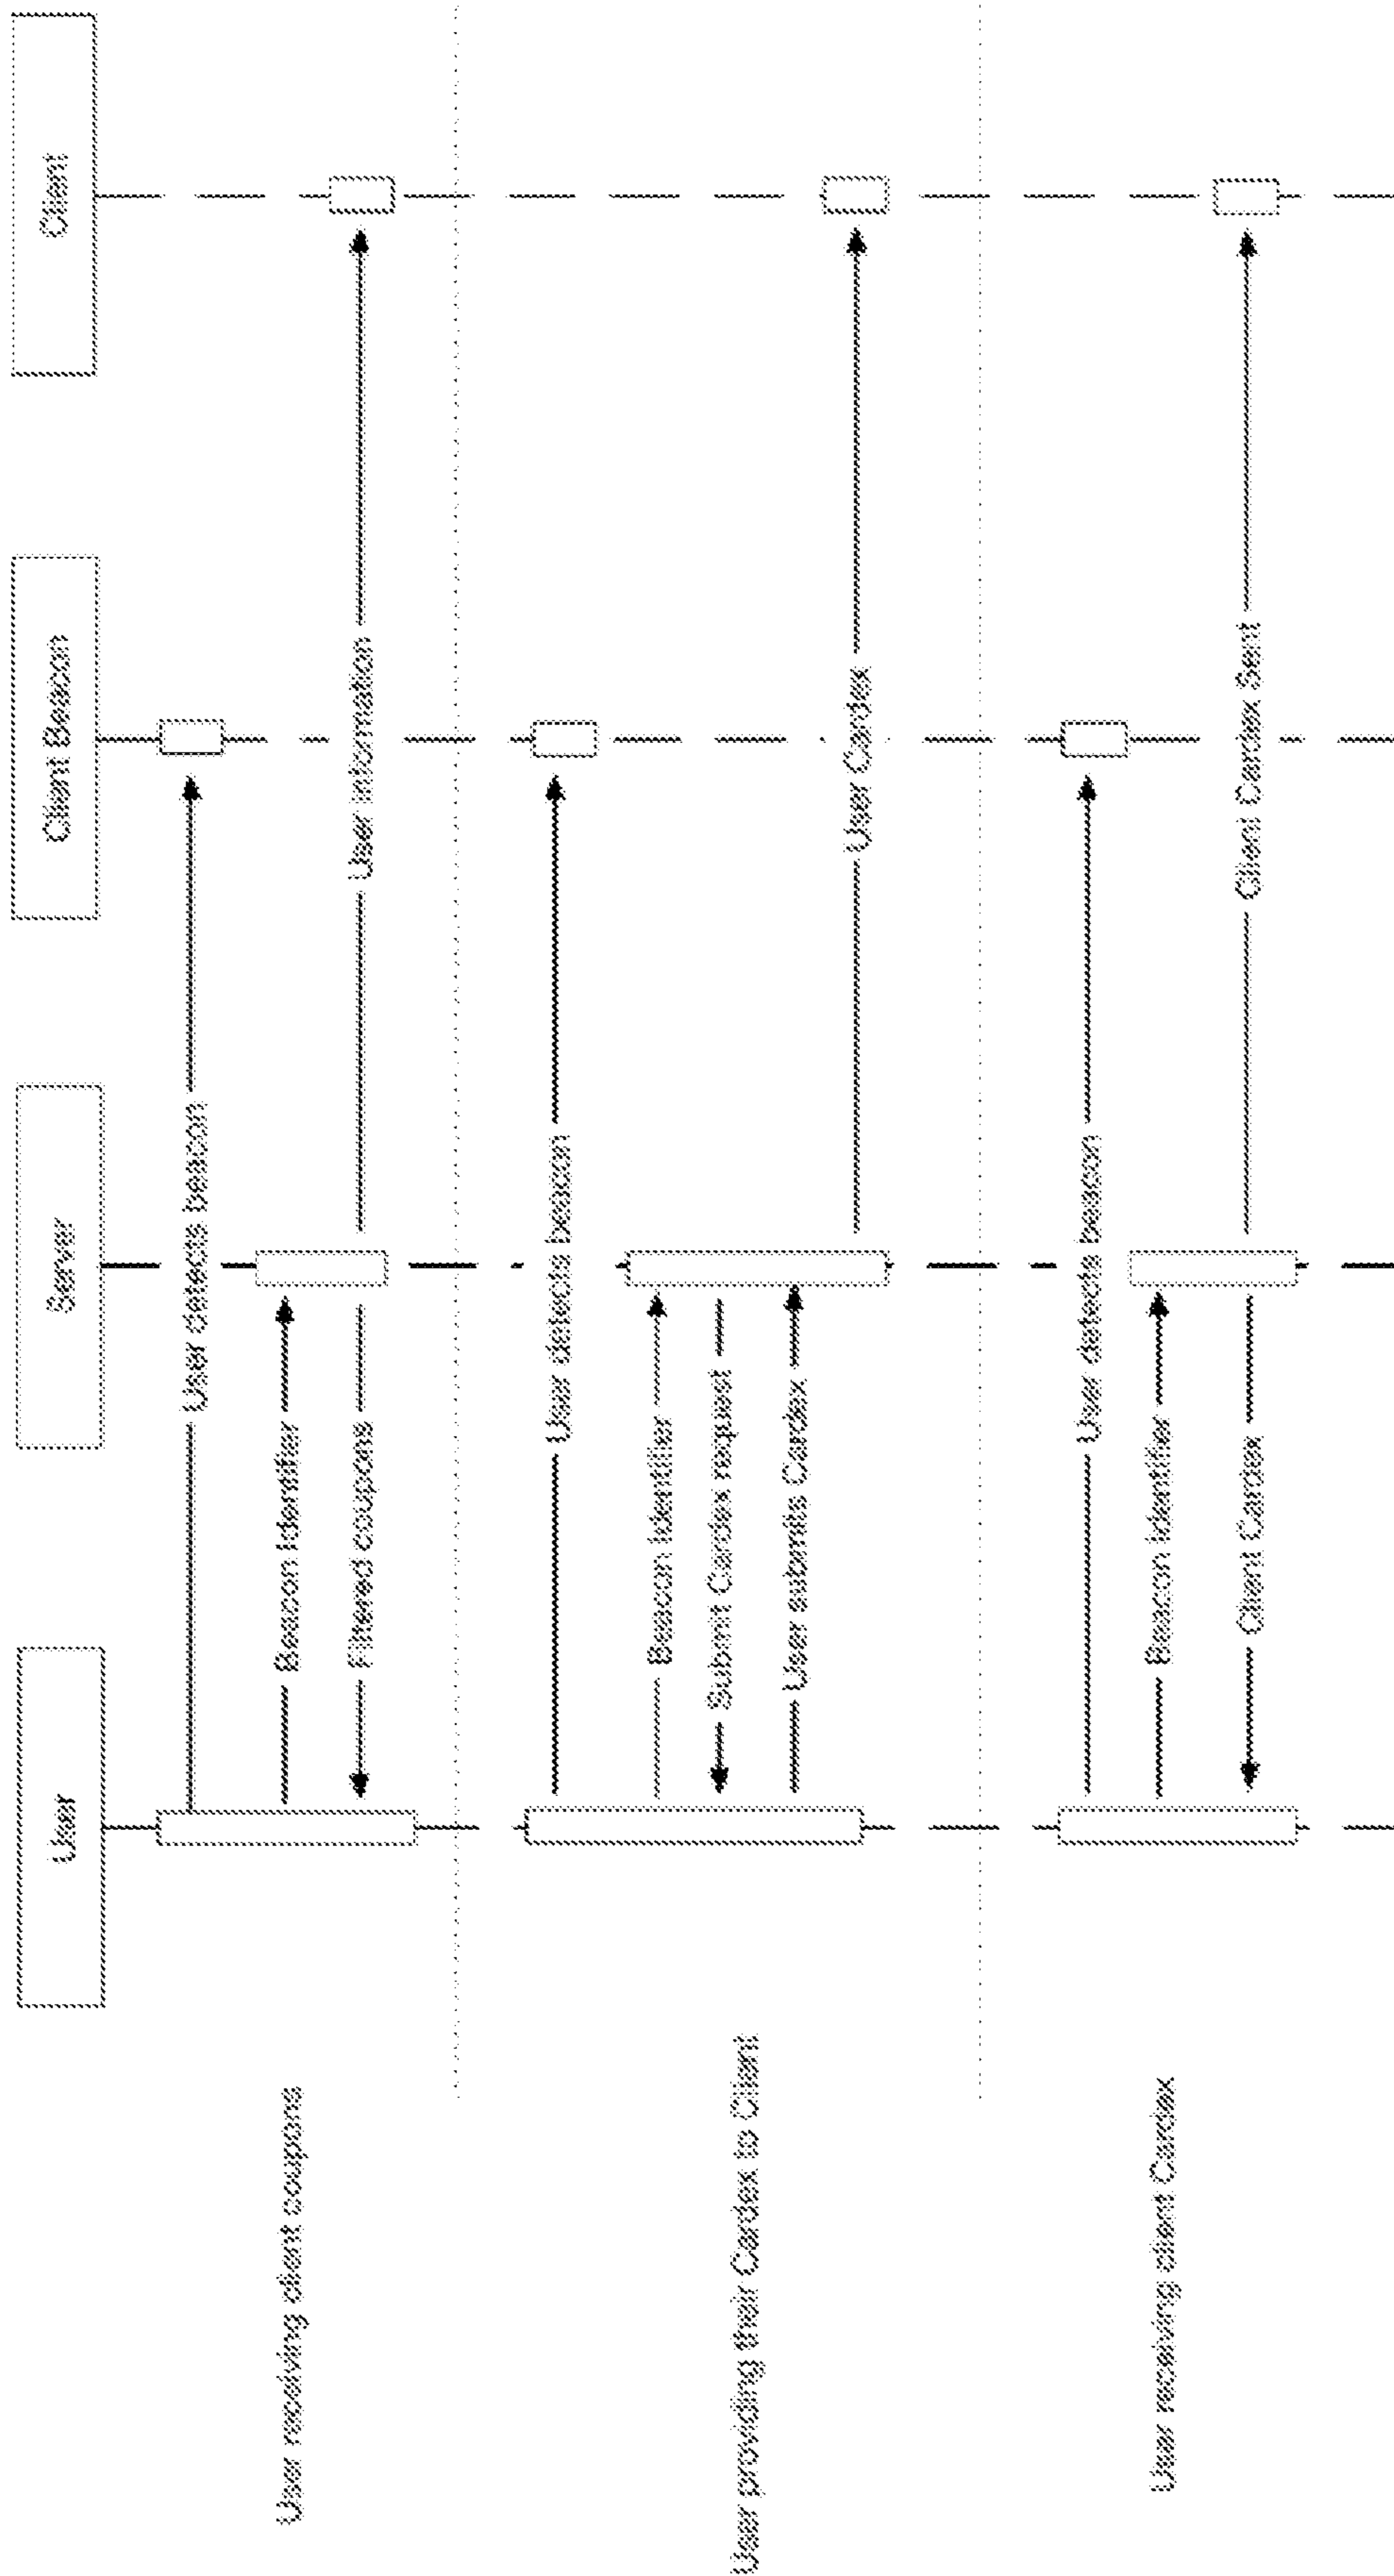 User
Server
Client Beacon
Client
User receiving client coupons
User detects beacon
Beacon Identifier
Filtered coupons
User information
User providing their Cardex to Client
User detects beacon
Beacon Identifier
Submit Cardex request
User submits Cardex
User Cardex
User receiving client Cardex
User detects beacon
Beacon Identifier
Client Cardex
Client Cardex Sent